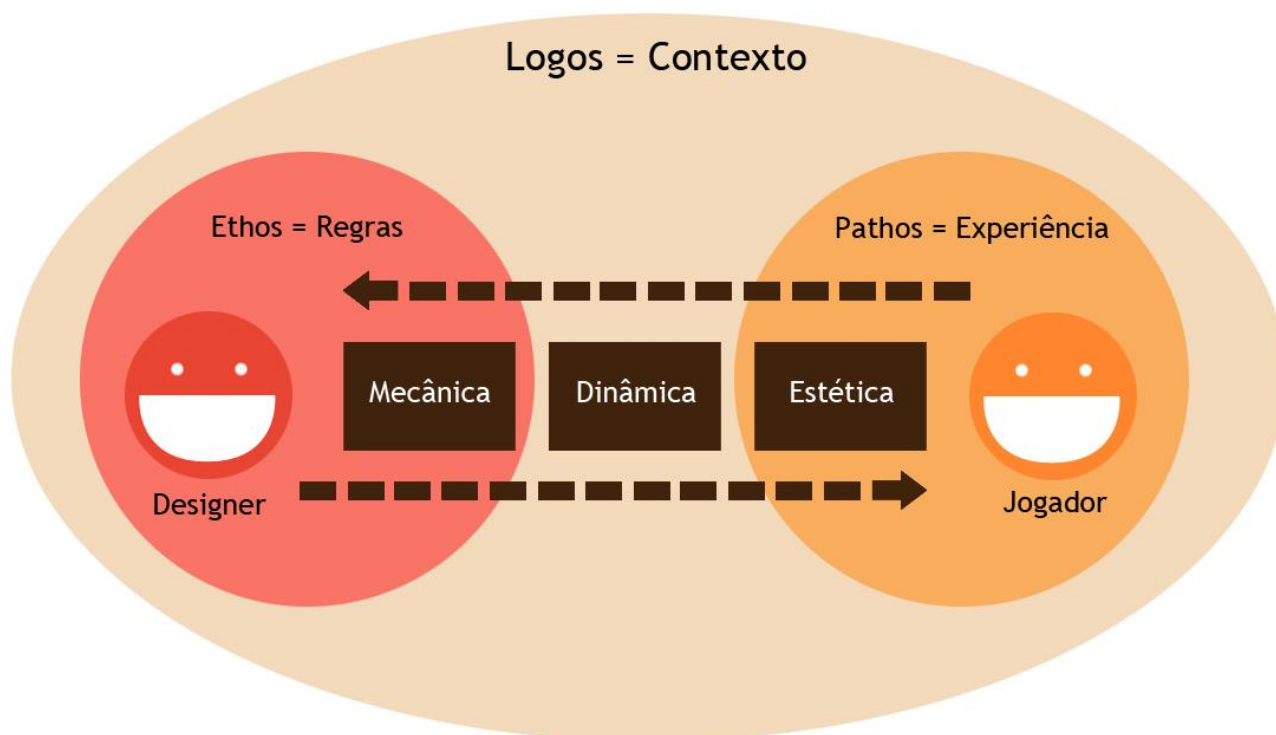 Logos = Contexto
Ethos = Regras
Pathos = Experiência
Mecânica
Dinâmica
Estética
Designer
Jogador